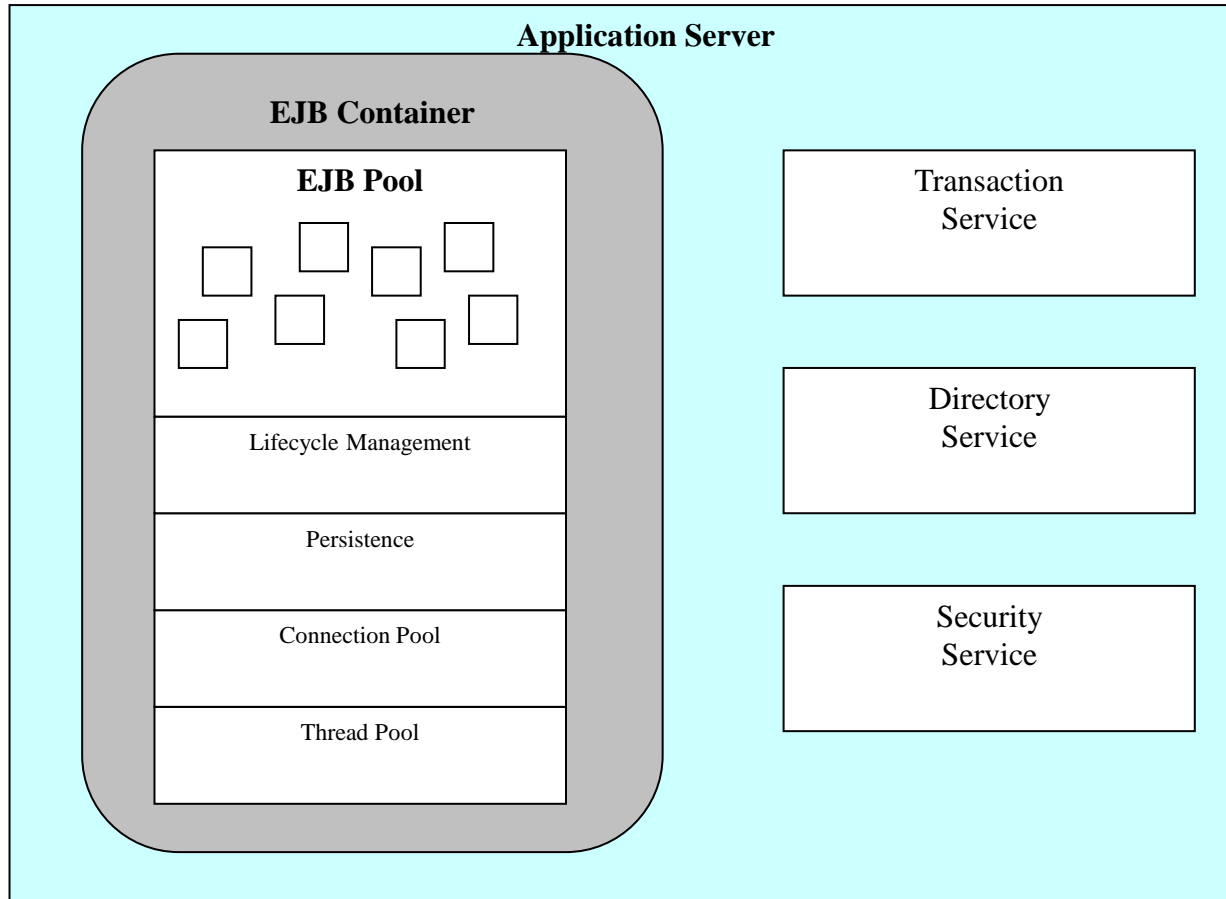 Application Server
EJB Container
EJB Pool
Lifecycle Management
Persistence
Connection Pool
Thread Pool
Transaction
Service
Directory
Service
Security
Service